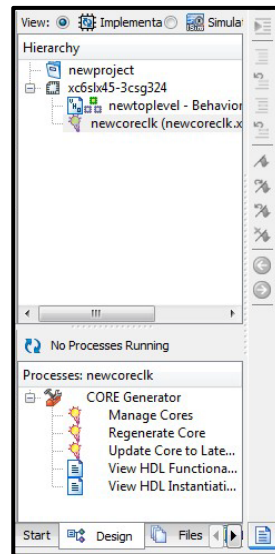 View: Implementa Simula
Hierarchy
newproject
xc6slx45-3csg324
newtoplevel - Behavior
newcoreclk (newcoreclk.x
No Processes Running
Processes: newcoreclk
CORE Generator
Manage Cores
Regenerate Core
Update Core to Late...
View HDL Functiona...
View HDL Instantiati...
Start Design Files